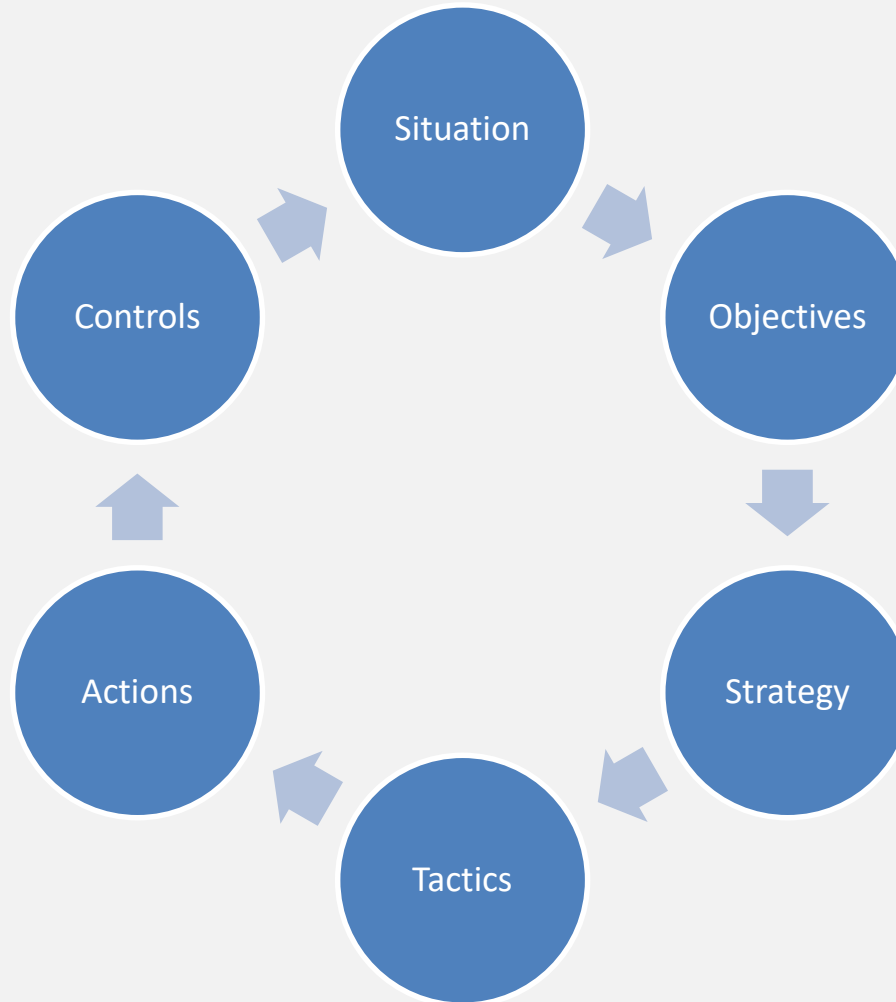 Situation
Objectives
Strategy
Tactics
Actions
Controls